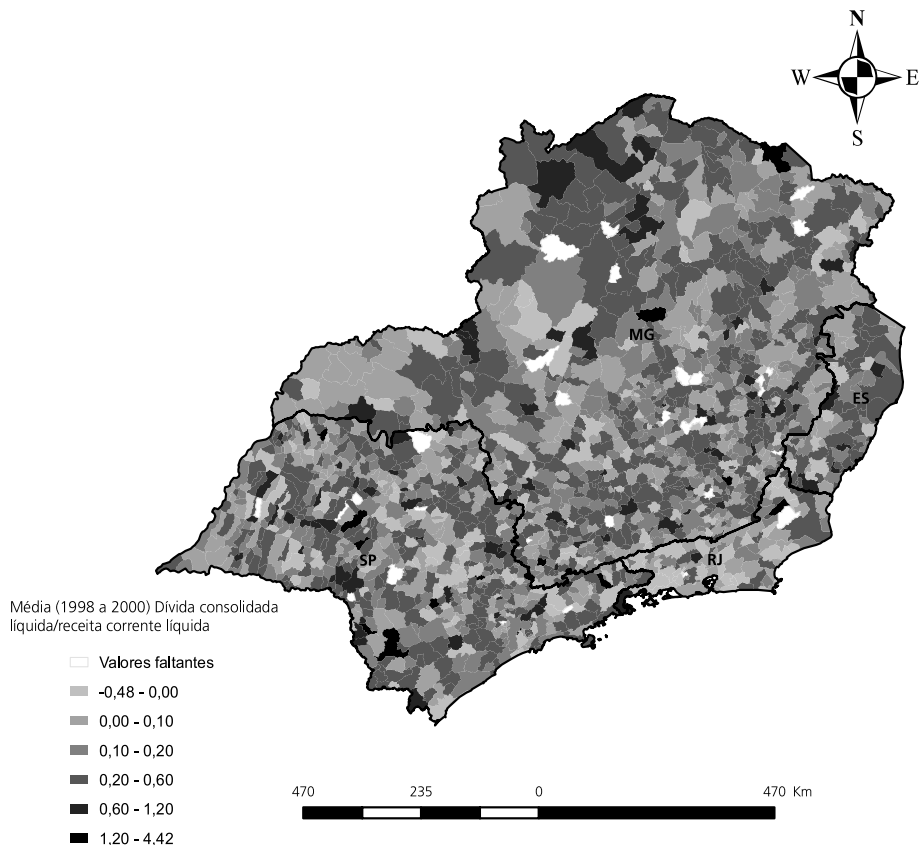 N
W E
S
MG
ES
SP
RJ
Média (1998 a 2000) Dívida consolidada
líquida/receita corrente líquida
Valores faltantes
-0,48 - 0,00
0,00 - 0,10
0,10 - 0,20
0,20 - 0,60
0,60 - 1,20
1,20 - 4,42
470 235 0 470 Km